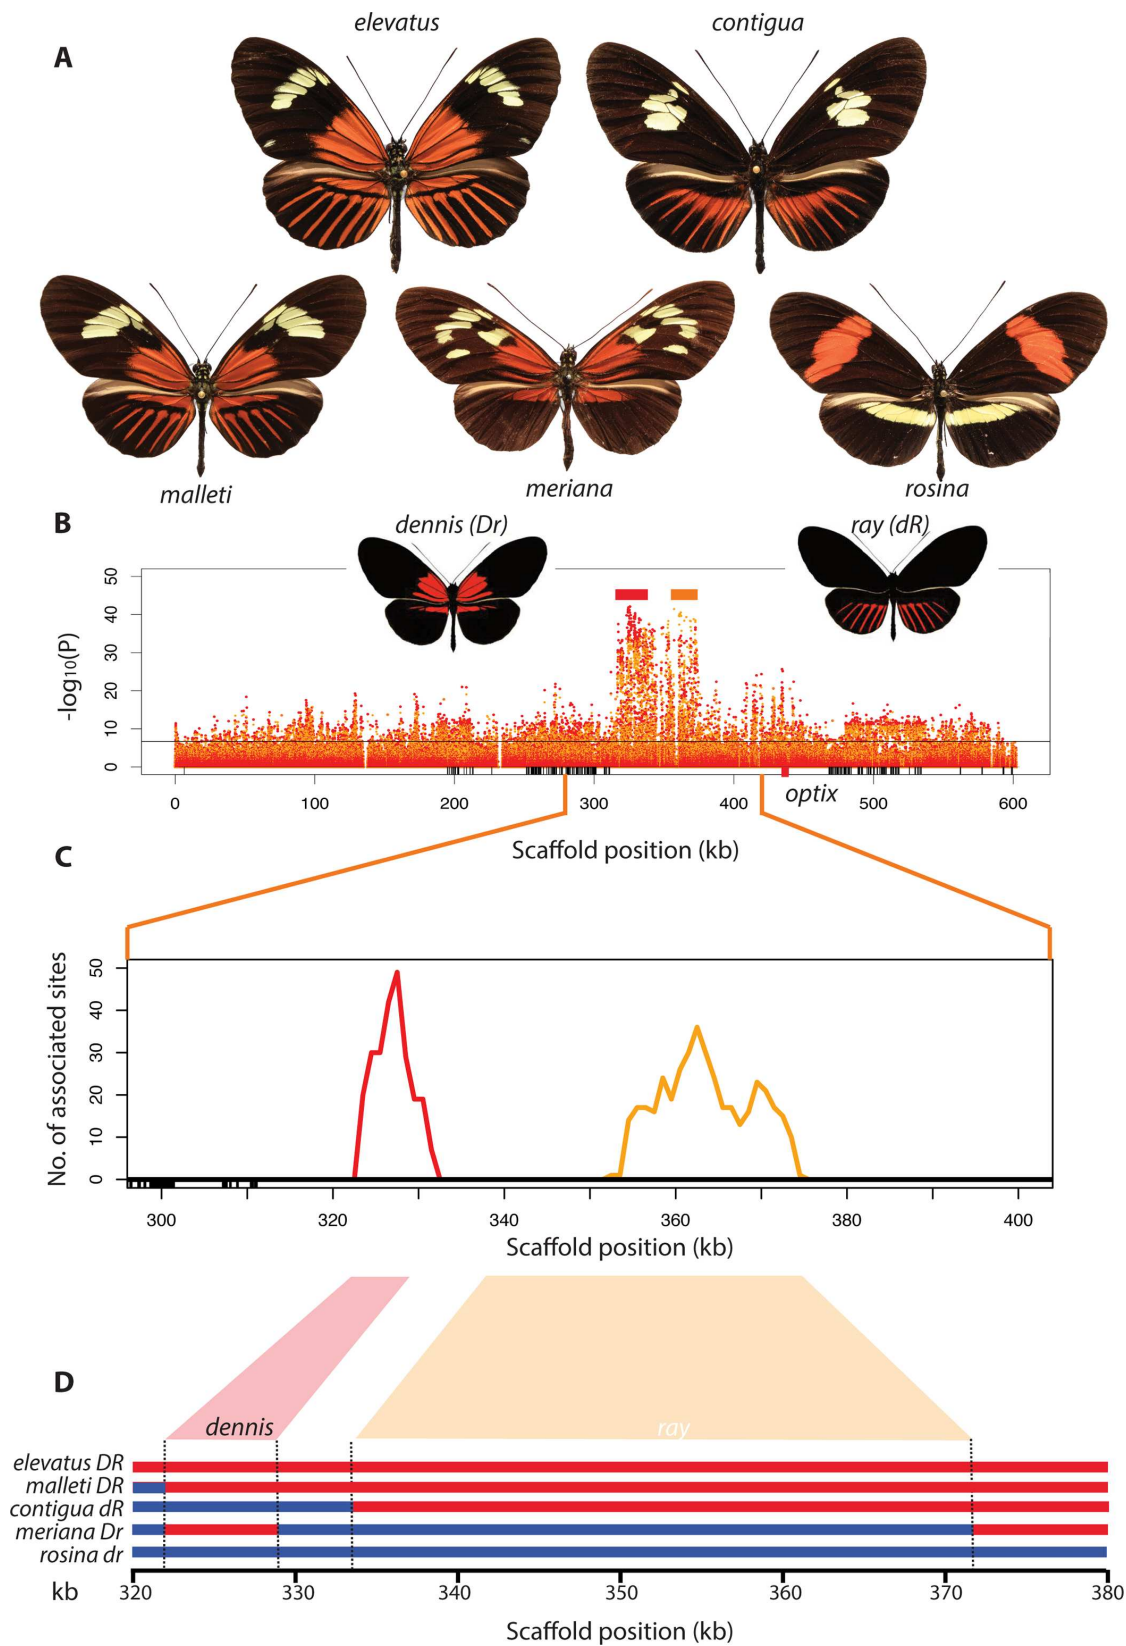 A
elevatus
contigua
malleti
meriana
rosina
B
dennis (Dr)
ray (dR)
-log10(P)
50
40
30
20
10
0
optix
0 100 200 300 400 500 600
Scaffold position (kb)
C
No. of associated sites
50
40
30
20
10
0
300 320 340 360 380 400
Scaffold position (kb)
D
dennis
ray
elevatus DR
malleti DR
contigua dR
meriana Dr
rosina dr
kb 320 330 340 350 360 370 380
Scaffold position (kb)